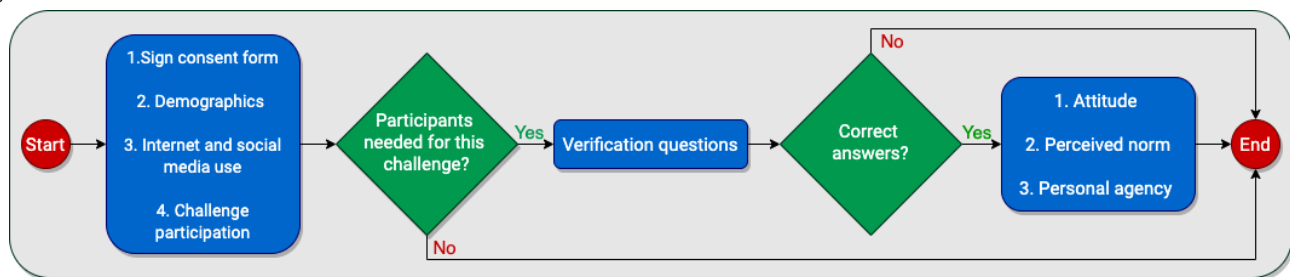 Start
1.Sign consent form
2. Demographics
3. Internet and social
media use
4. Challenge
participation
Participants
needed for this
challenge?
Yes
No
Verification questions
Correct
answers?
No
Yes
1. Attitude
2. Perceived norm
3. Personal agency
End